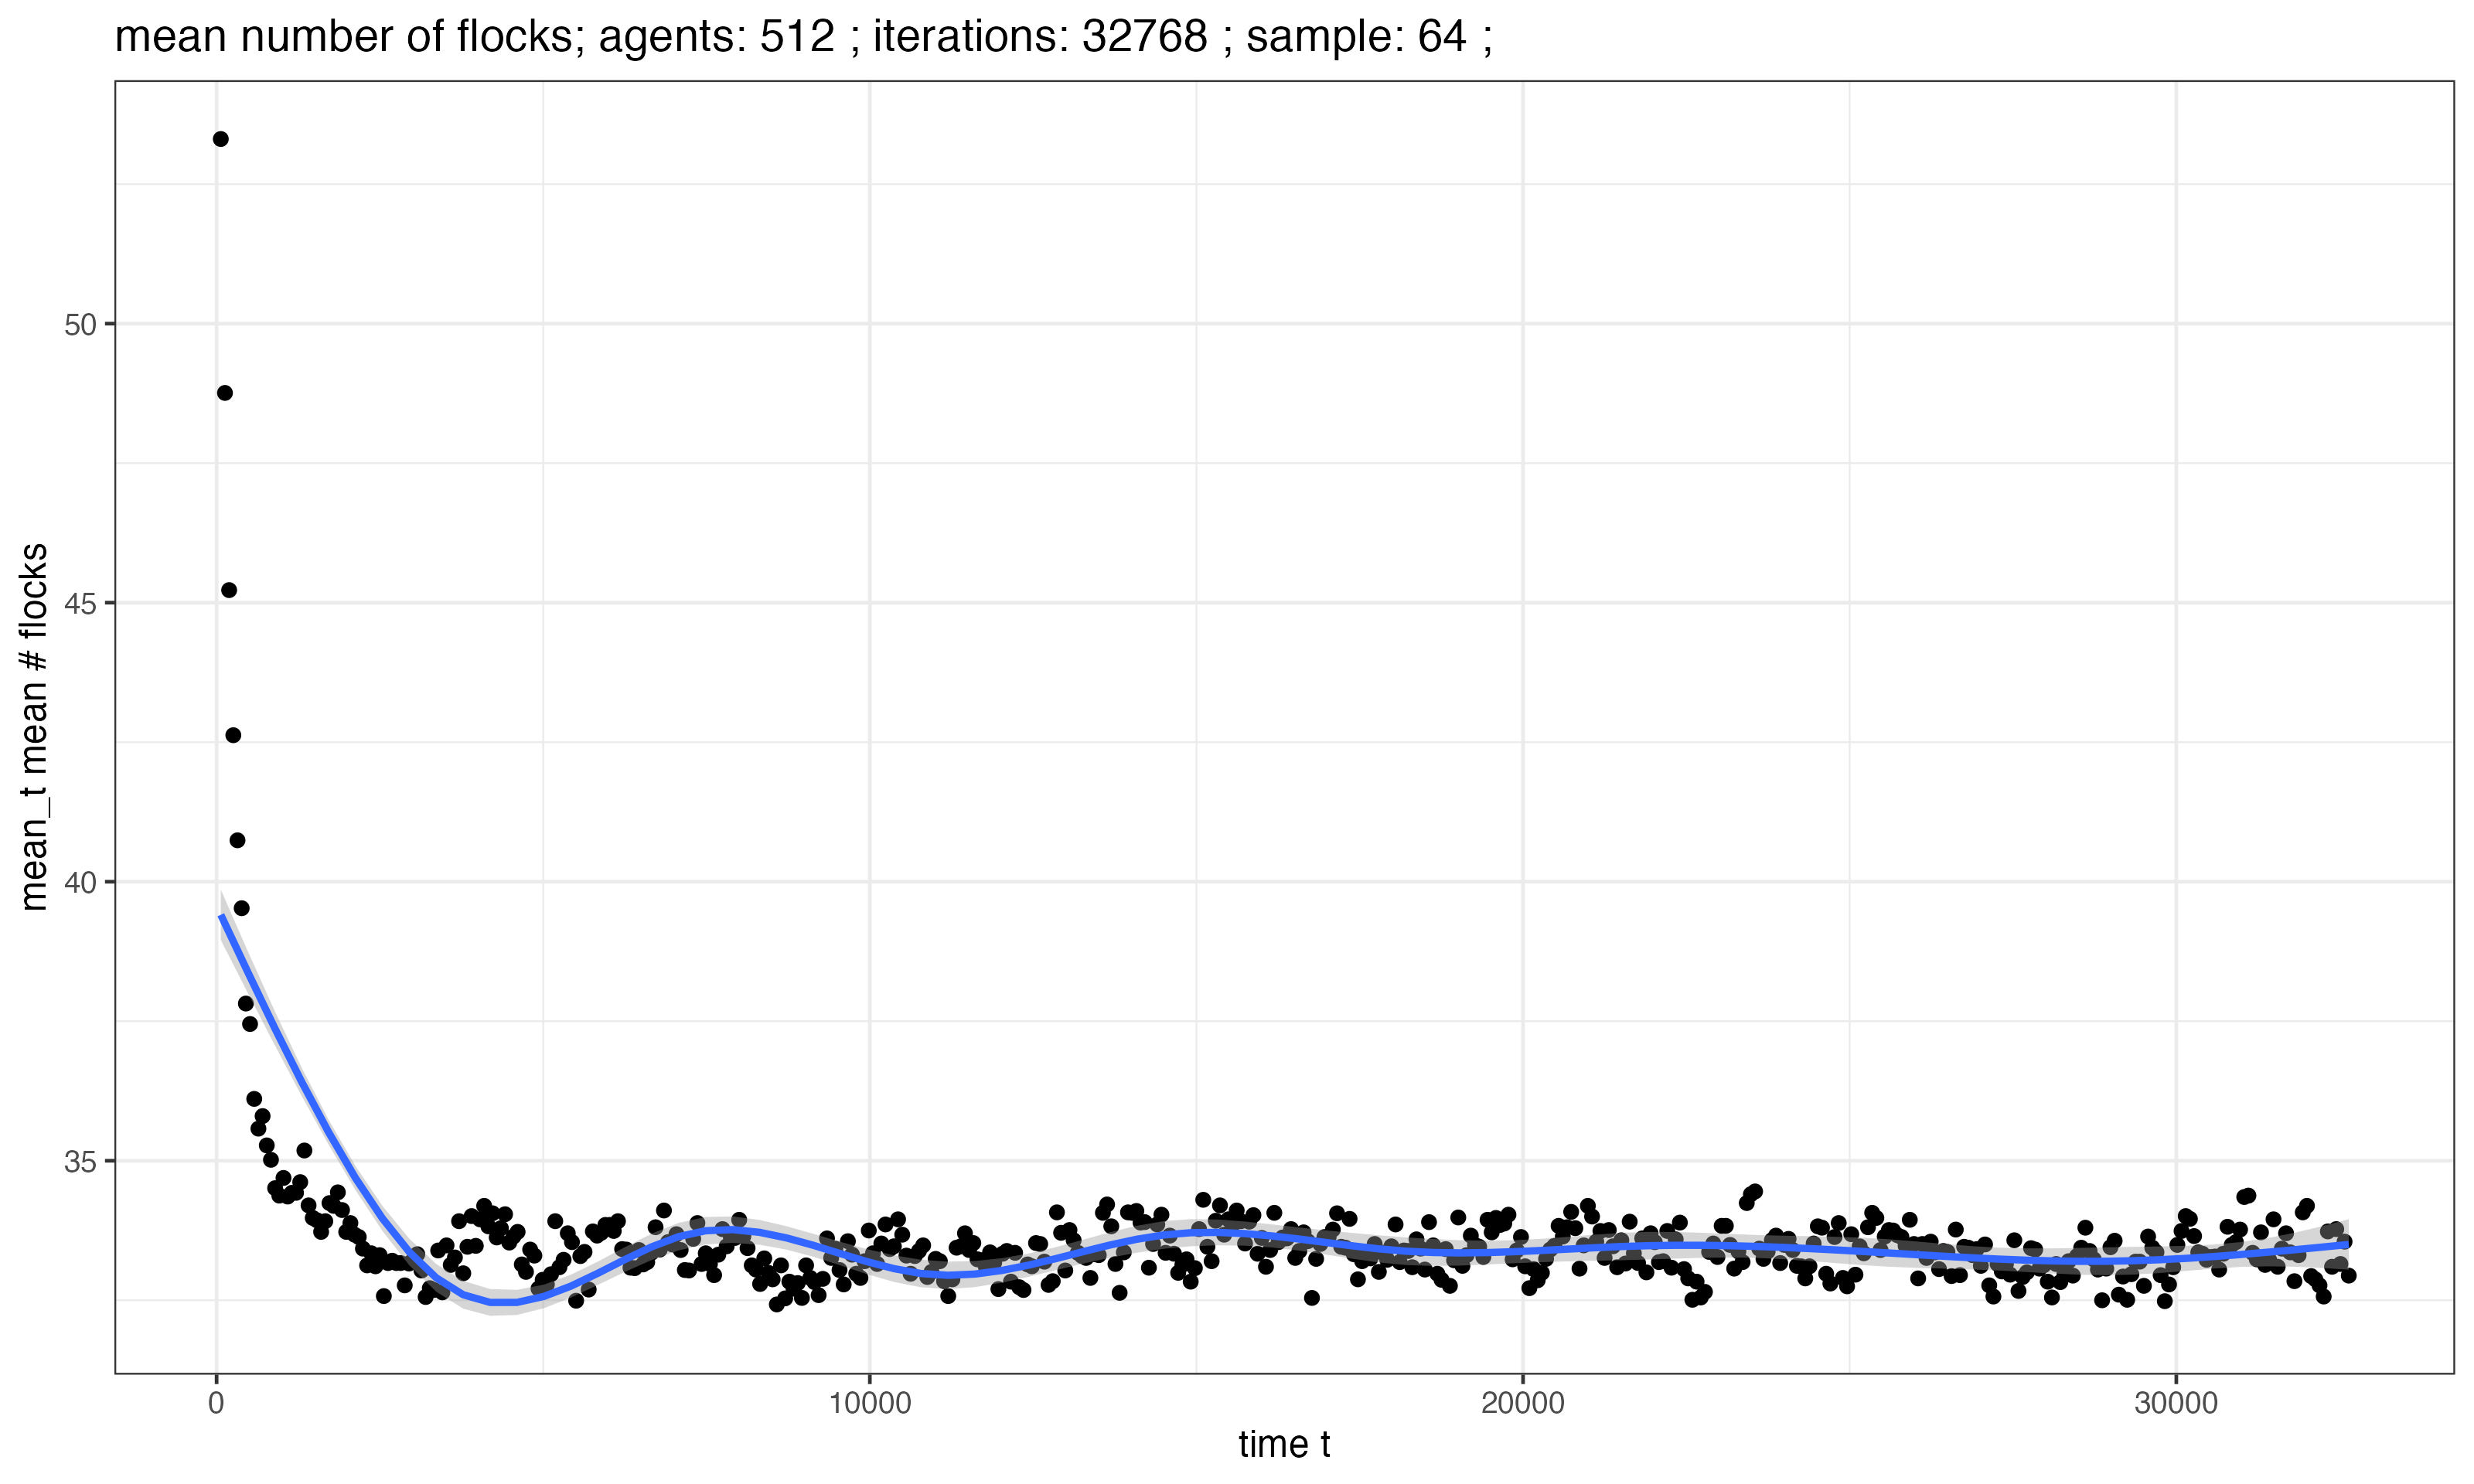 mean number of flocks; agents: 512 ; iterations: 32768 ; sample: 64 ;
mean_t mean # flocks
50
45
40
35
0 10000 20000 30000
time t